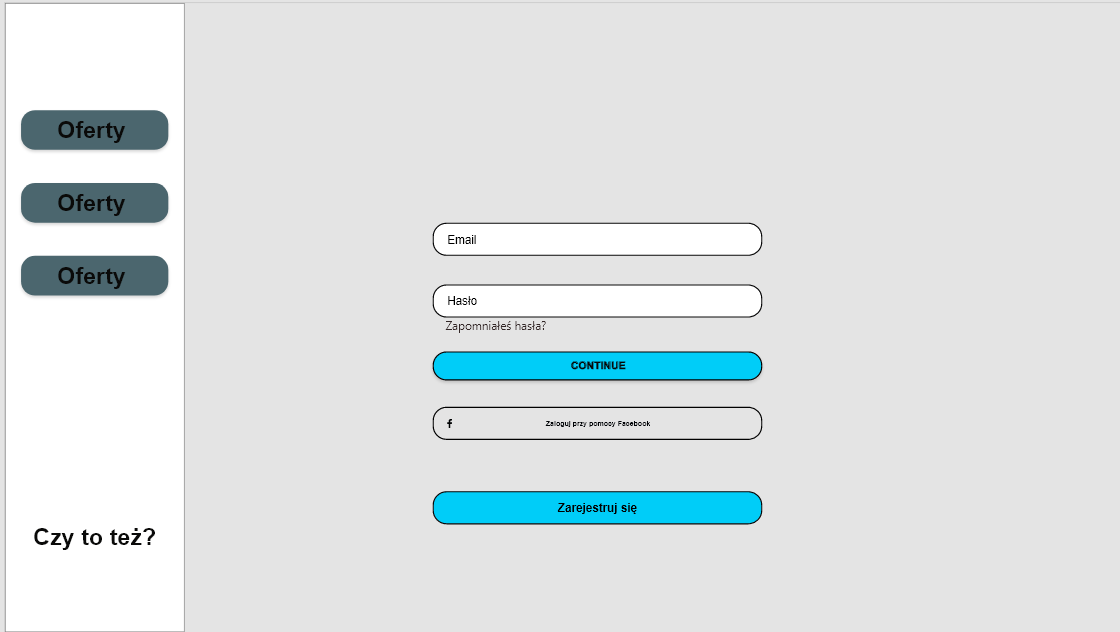 Oferty
Oferty
Oferty
Czy to też?
Email
Hasło
Zapomniałeś hasła?
CONTINUE
Zaloguj przy pomocy Facebook
Zarejestruj się